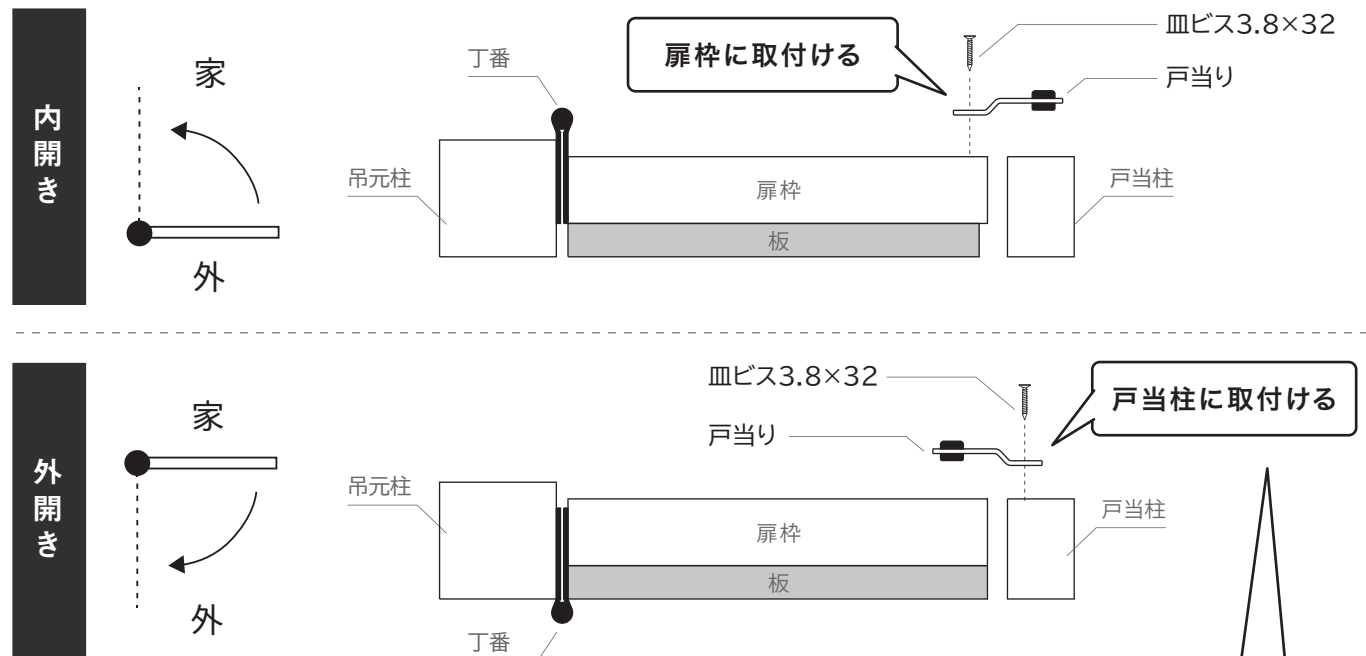 内開き
家
外
丁番
扉枠に取付ける
皿ビス3.8×32
戸当り
吊元柱
扉枠
戸当柱
板
外開き
家
外
皿ビス3.8×32
戸当柱に取付ける
戸当り
吊元柱
扉枠
戸当柱
板
丁番